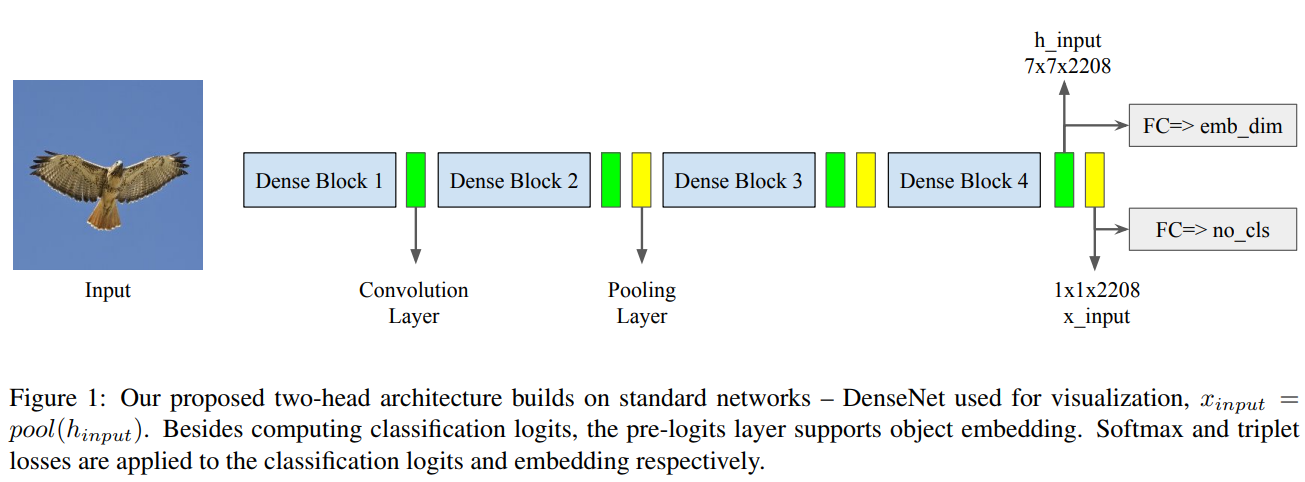 h_input
7x7x2208
FC=> emb_dim
Dense Block 1
Dense Block 2
Dense Block 3
Dense Block 4
FC=> no_cls
Input
Convolution
Layer
Pooling
Layer
1x1x2208
x_input
Figure 1: Our proposed two-head architecture builds on standard networks – DenseNet used for visualization, x_{input} =
pool(h_{input}). Besides computing classification logits, the pre-logits layer supports object embedding. Softmax and triplet
losses are applied to the classification logits and embedding respectively.